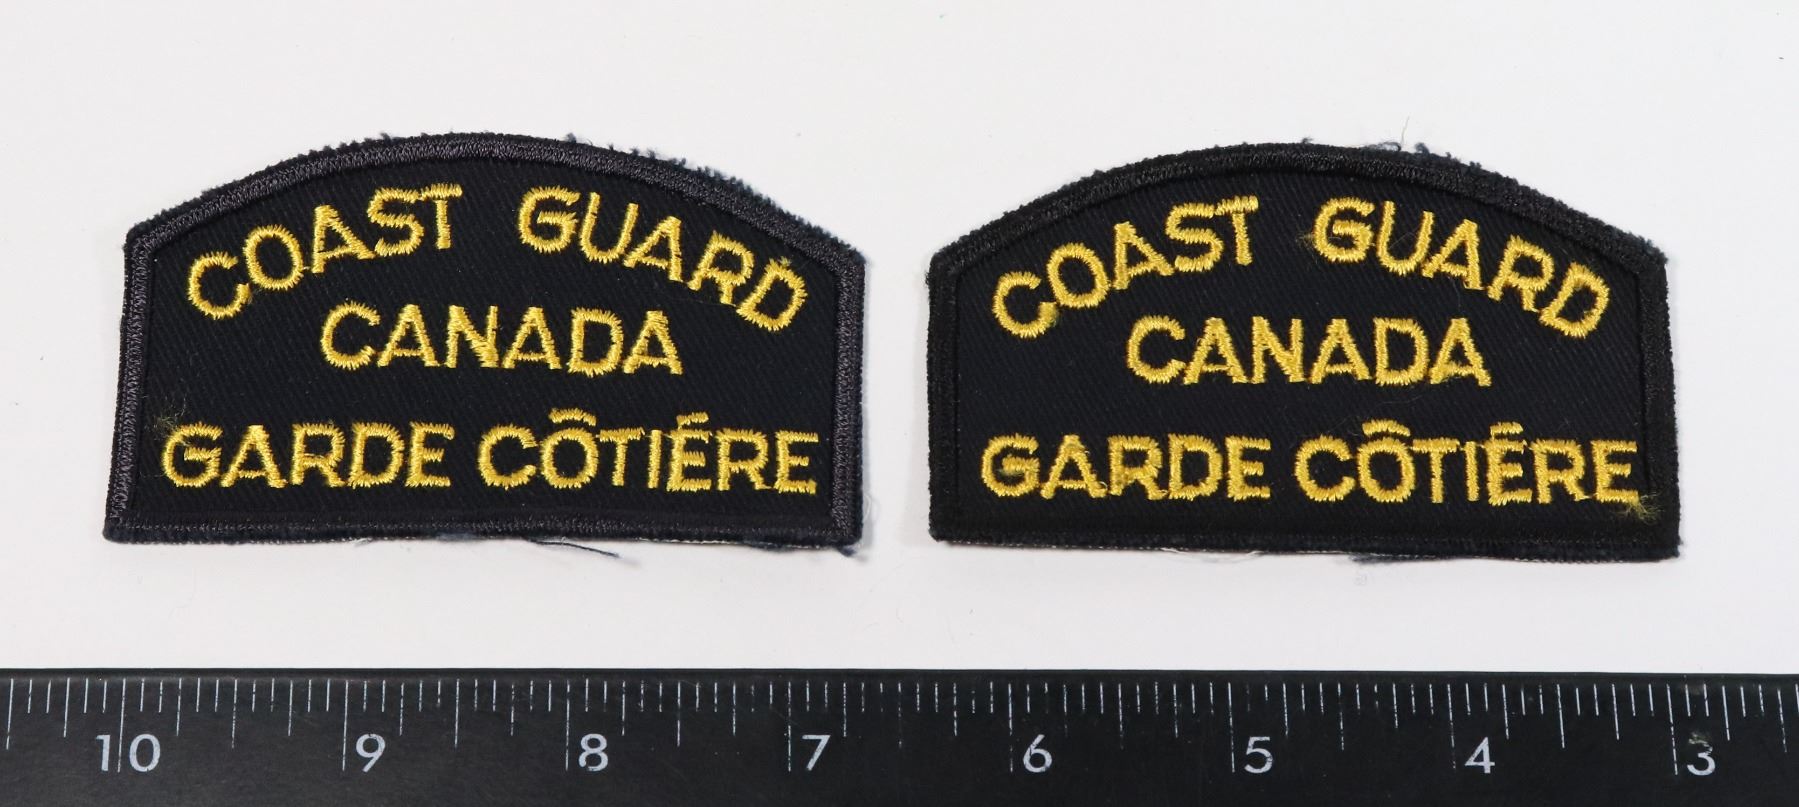 COAST GUARD
CANADA
GARDE CÔTIÉRE
COAST GUARD
CANADA
GARDE CÔTIÉRE
10 9 8 7 6 5 4 3